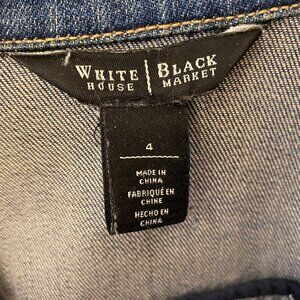 WHITE | BLACK
HOUSE | MARKET
4
MADE IN
CHINA
FABRIQUÉ EN
CHINE
HECHO EN
CHINA